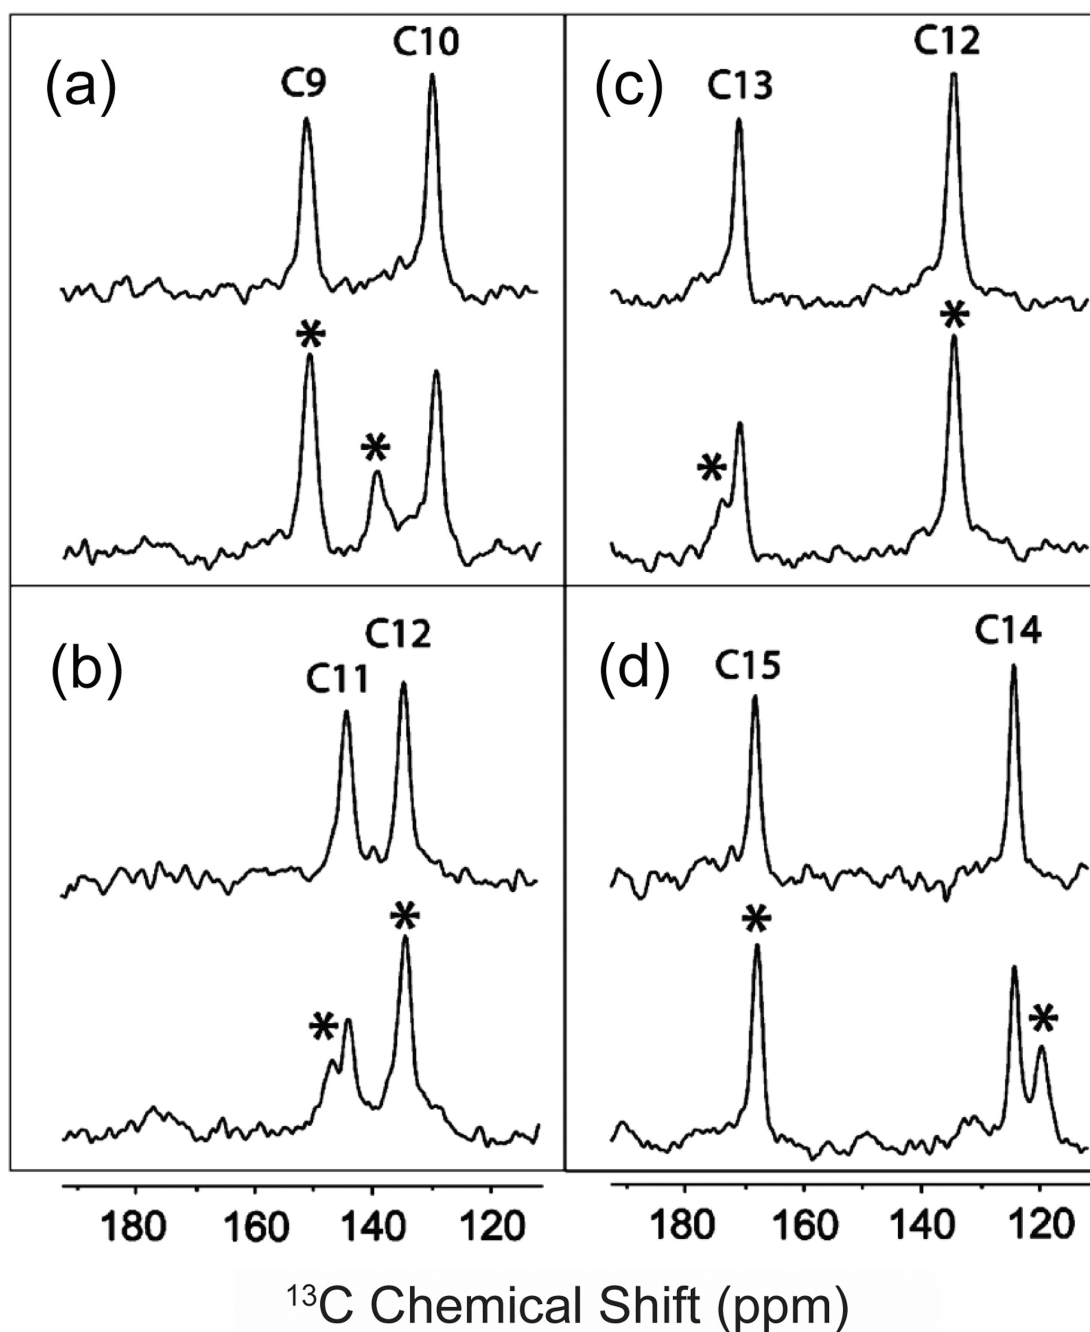 (a)
C9
C10
*
*
(b)
C11
C12
*
*
(c)
C13
C12
*
*
(d)
C15
C14
*
*
180 160 140 120
180 160 140 120
¹³C Chemical Shift (ppm)